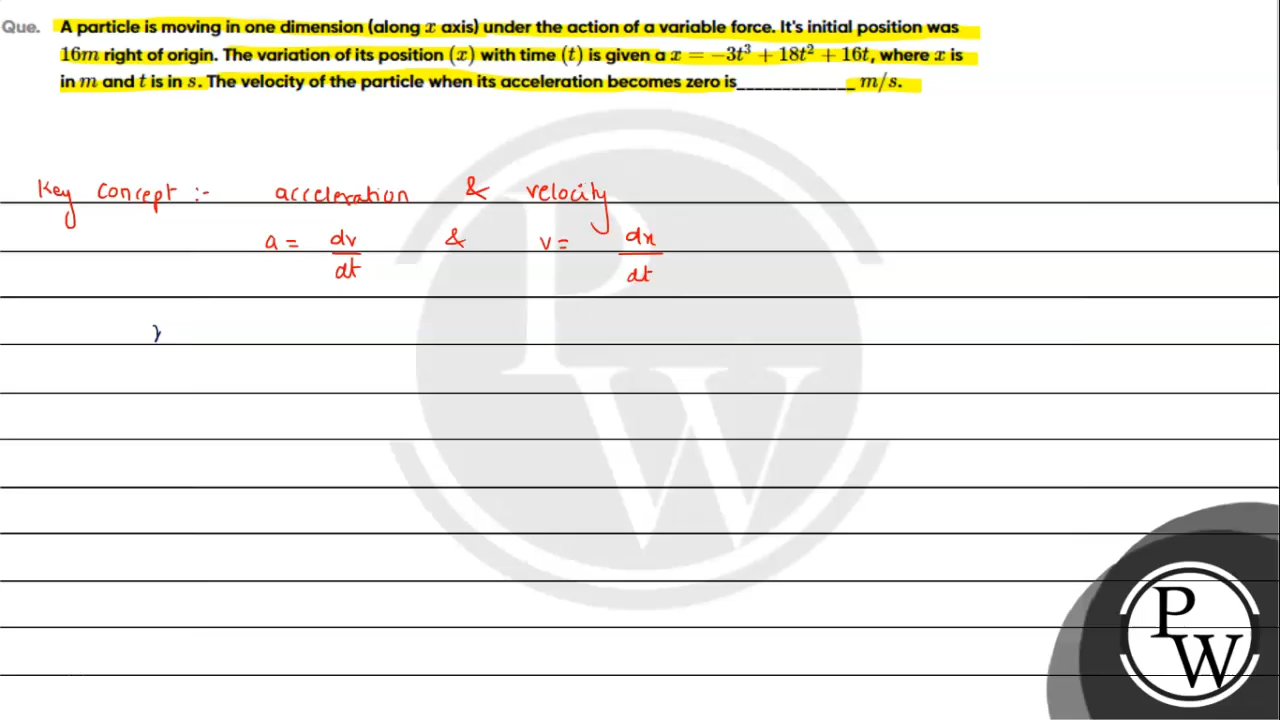 Que. A particle is moving in one dimension (along x axis) under the action of a variable force. It's initial position was
16m right of origin. The variation of its position (x) with time (t) is given a x = −3t³ + 18t² + 16t, where x is
in m and t is in s. The velocity of the particle when its acceleration becomes zero is______________ m/s.
Key concept :- acceleration & velocity
a = dv/dt & v = dx/dt
P
W
P
W